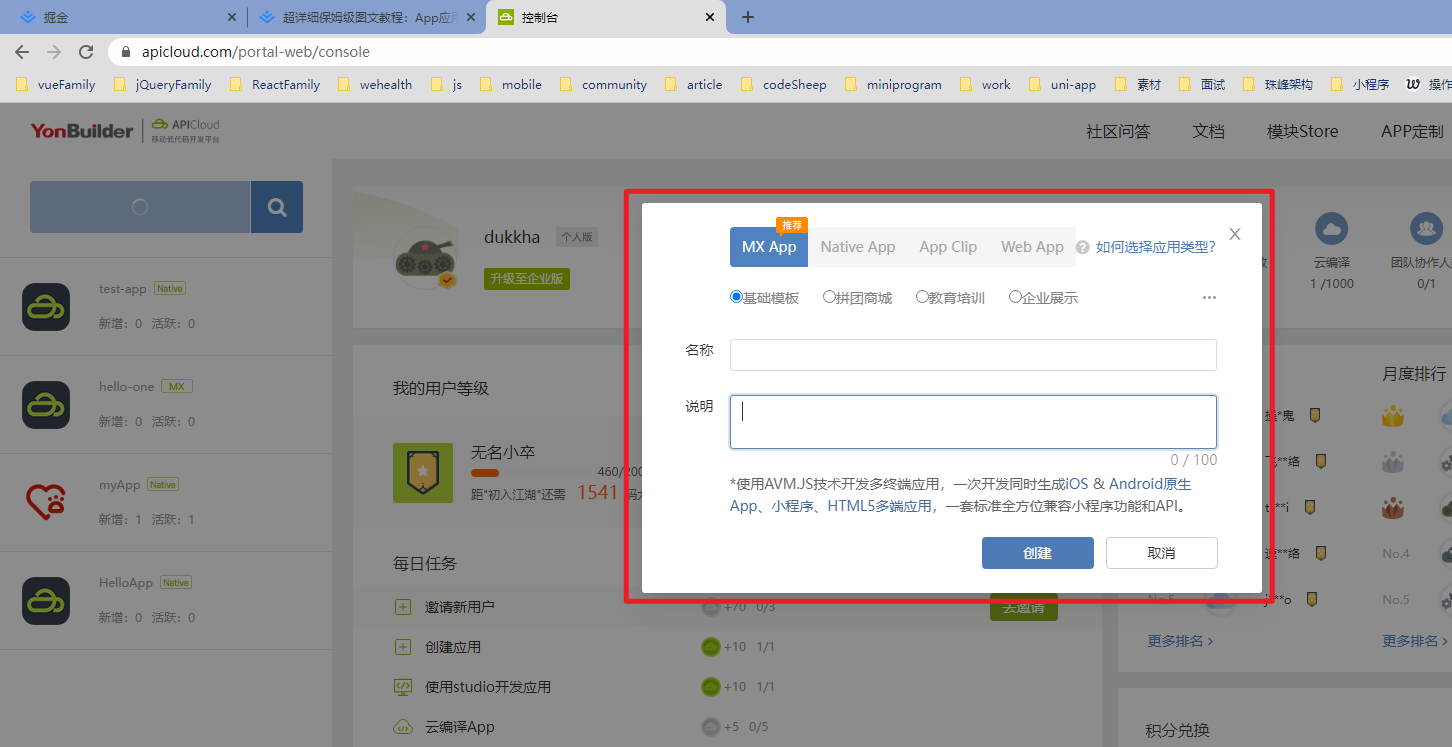 掘金
超详细保姆级图文教程：App应用
控制台
apicloud.com/portal-web/console
vueFamily jQueryFamily ReactFamily wehealth js mobile community article codeSheep miniprogram work uni-app 素材 面试 珠峰架构 小程序 操作
YonBuilder APICloud
移动低代码开发平台
社区问答 文档 模块Store APP定制
test-app Native
新增：0 活跃：0
hello-one MX
新增：0 活跃：0
myApp Native
新增：1 活跃：1
HelloApp Native
新增：0 活跃：0
dukkha 个人版
升级至企业版
我的用户等级
无名小卒
460/200
距"初入江湖"还需 1541 码
每日任务
邀请新用户 +70 0/3 去邀请
创建应用 +10 1/1
使用studio开发应用 +10 1/1
云编译App +5 0/5
推荐
MX App Native App App Clip Web App 如何选择应用类型?
基础模板 拼团商城 教育培训 企业展示 ...
名称
说明
0 / 100
*使用AVM.JS技术开发多终端应用，一次开发同时生成iOS & Android原生
App、小程序、HTML5多端应用，一套标准全方位兼容小程序功能和API。
创建 取消
云编译 团队协作人
1 /1000 0/1
月度排行
No.4
No.5 No.5
更多排名 更多排名
积分兑换